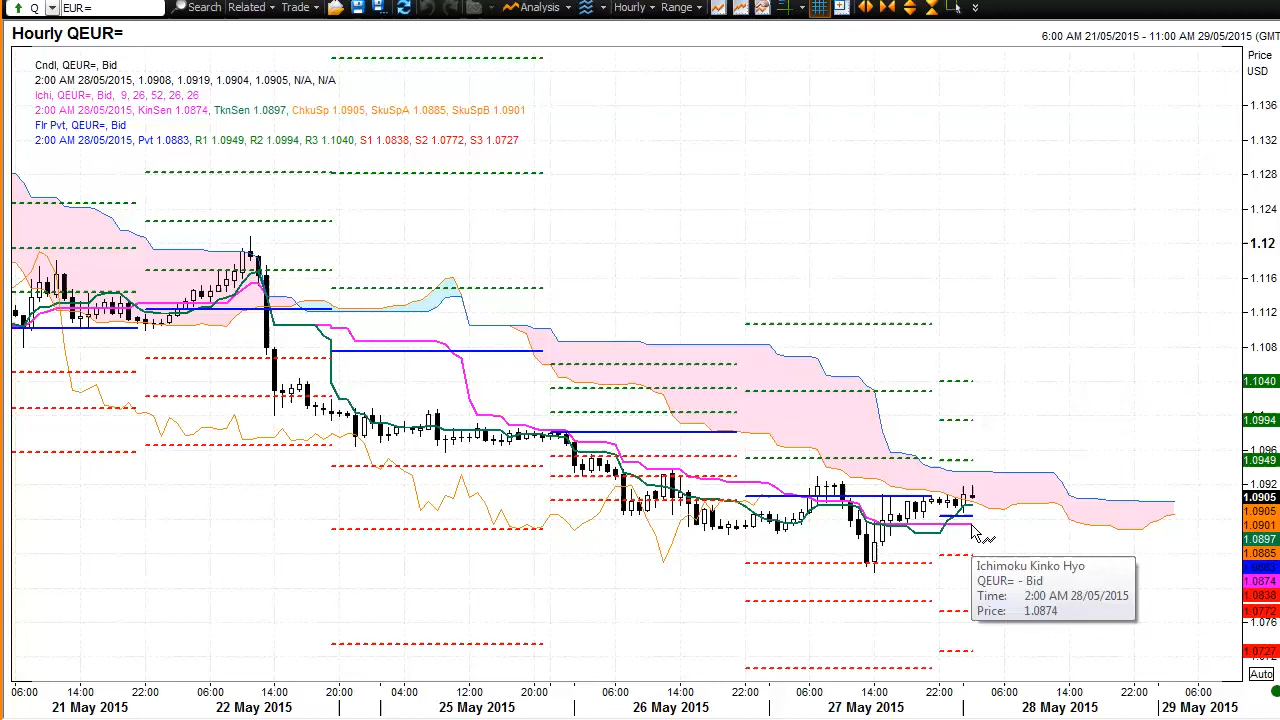 Q EUR= Search Related Trade Analysis Hourly Range
Hourly QEUR=
6:00 AM 21/05/2015 - 11:00 AM 29/05/2015 (GMT
Price
USD
Cndl, QEUR=, Bid
2:00 AM 28/05/2015, 1.0908, 1.0919, 1.0904, 1.0905, N/A, N/A
Ichi, QEUR=, Bid, 9, 26, 52, 26, 26
2:00 AM 28/05/2015, KinSen 1.0874, TknSen 1.0897, ChkuSp 1.0905, SkuSpA 1.0885, SkuSpB 1.0901
Flr Pvt, QEUR=, Bid
2:00 AM 28/05/2015, Pvt 1.0883, R1 1.0949, R2 1.0994, R3 1.1040, S1 1.0838, S2 1.0772, S3 1.0727
1.136
1.132
1.128
1.124
1.12
1.116
1.112
1.108
1.1040
1.0994
1.096
1.0949
1.092
1.0905
1.0905
1.0901
1.0897
1.0885
1.0883
1.0874
1.0838
1.0772
1.076
1.0727
Auto
Ichimoku Kinko Hyo
QEUR= - Bid
Time: 2:00 AM 28/05/2015
Price: 1.0874
06:00 14:00 22:00 06:00 14:00 20:00 04:00 12:00 20:00 06:00 14:00 22:00 06:00 14:00 22:00 06:00 14:00 22:00 06:00
21 May 2015 22 May 2015 25 May 2015 26 May 2015 27 May 2015 28 May 2015 29 May 2015